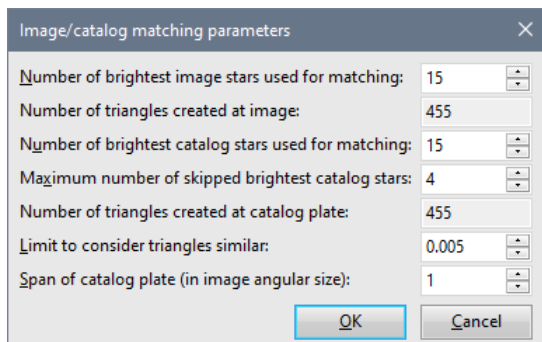 Image/catalog matching parameters
Number of brightest image stars used for matching: 15
Number of triangles created at image: 455
Number of brightest catalog stars used for matching: 15
Maximum number of skipped brightest catalog stars: 4
Number of triangles created at catalog plate: 455
Limit to consider triangles similar: 0.005
Span of catalog plate (in image angular size): 1
OK Cancel